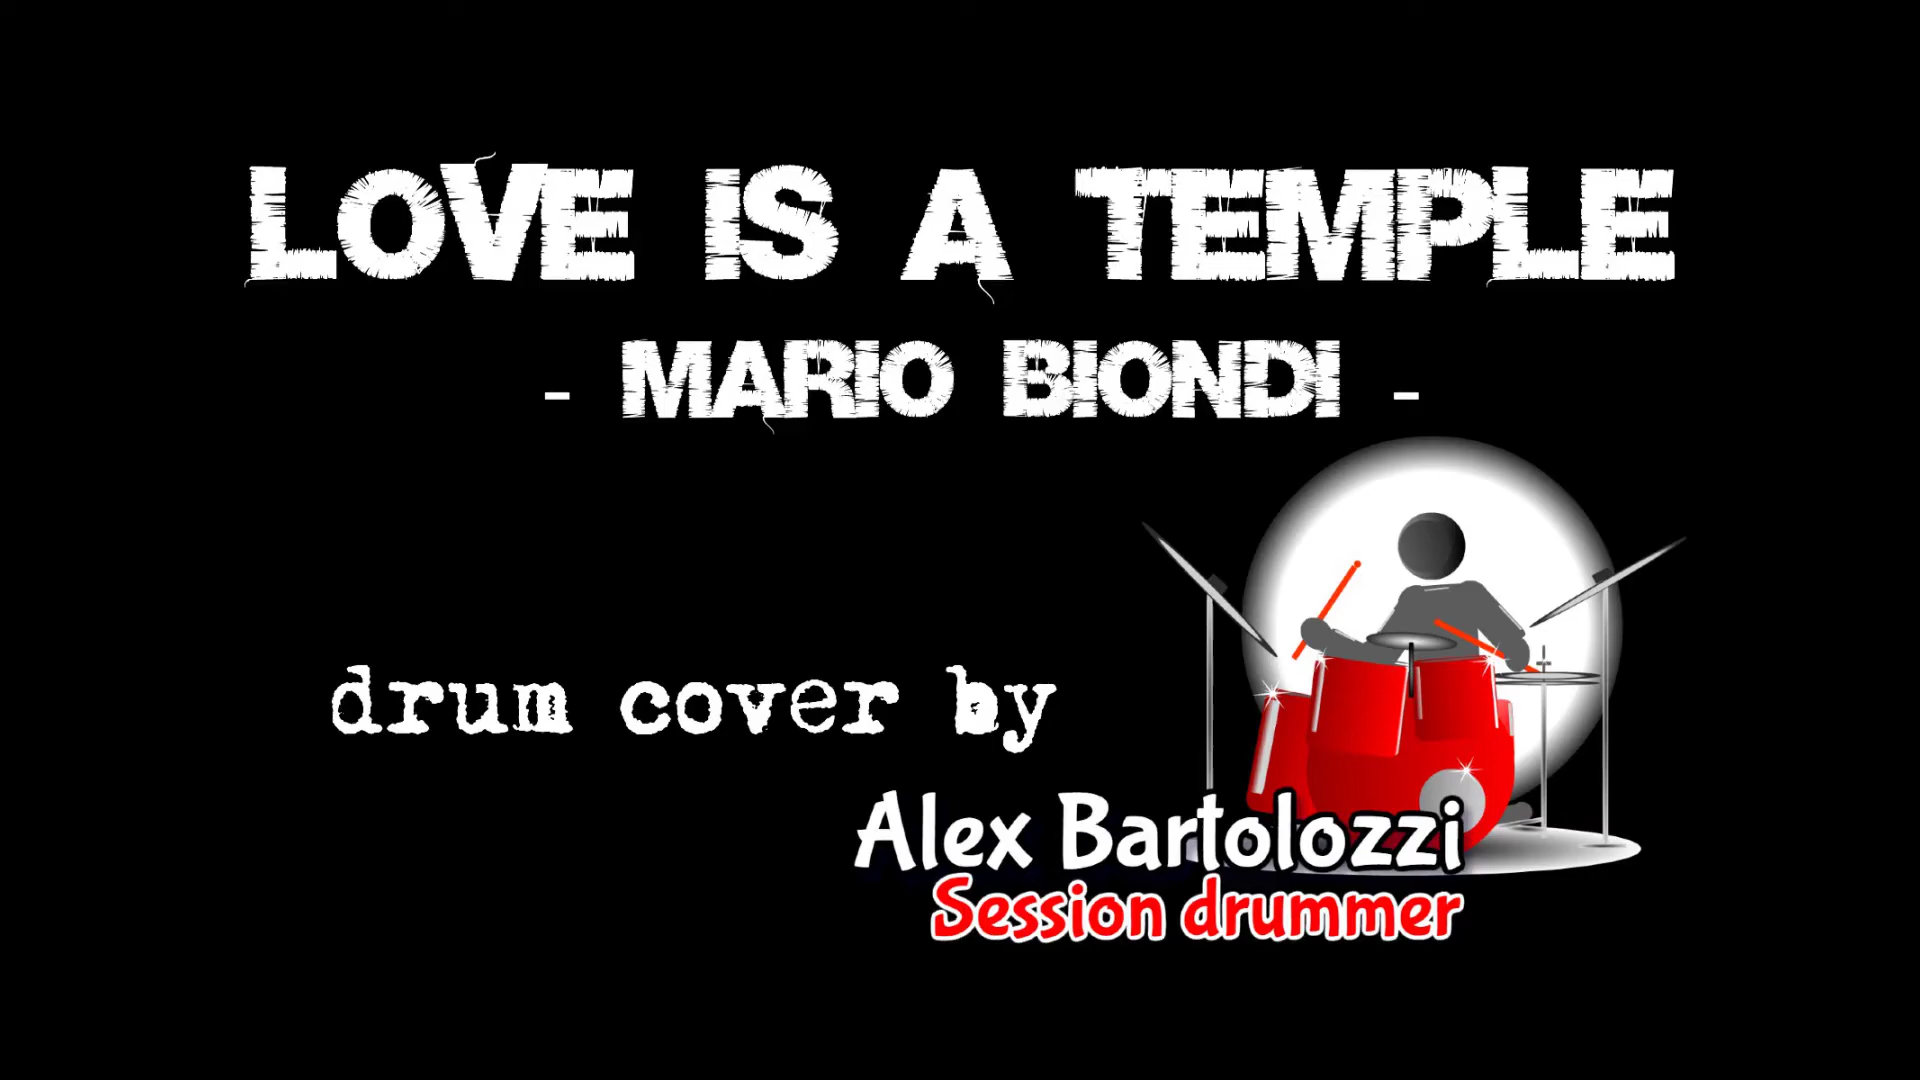 LOVE IS A TEMPLE
- MARIO BIONDI -
drum cover by
Alex Bartolozzi
Session drummer